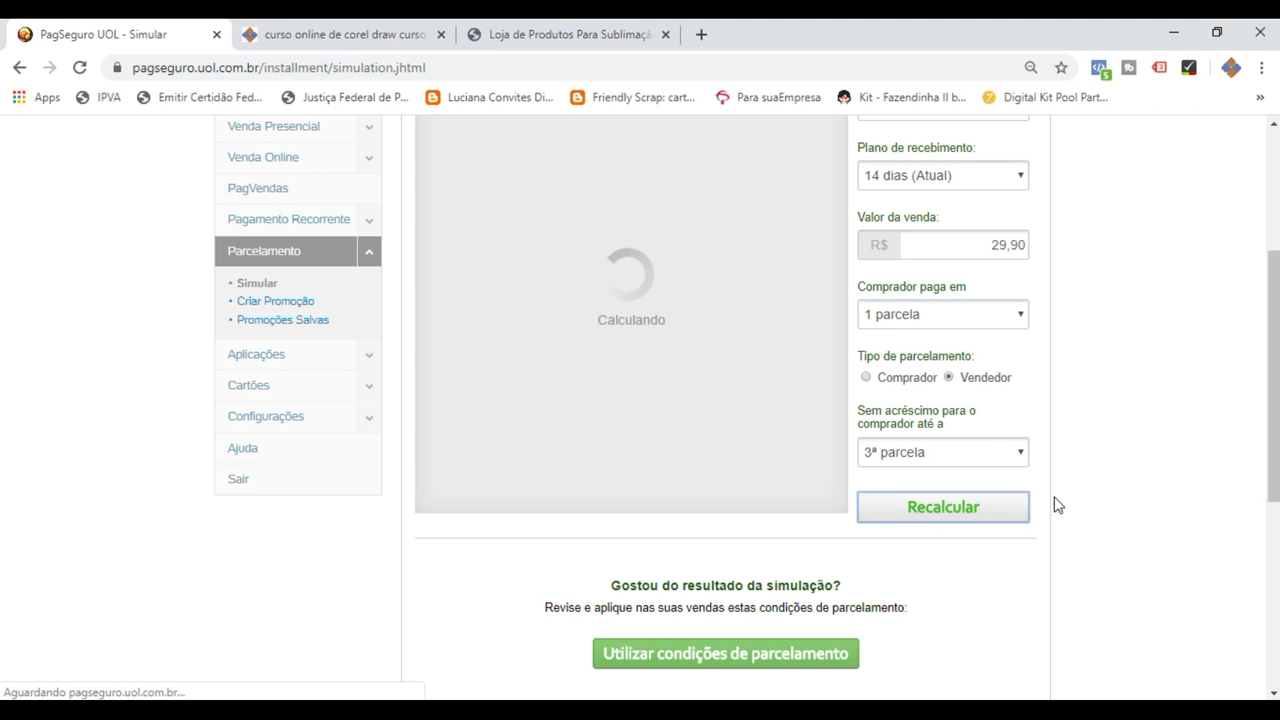 PagSeguro UOL - Simular
curso online de corel draw curso
Loja de Produtos Para Sublimaçã
pagseguro.uol.com.br/installment/simulation.jhtml
Apps
IPVA
Emitir Certidão Fed...
Justiça Federal de P...
Luciana Convites Di...
Friendly Scrap: cart...
Para suaEmpresa
Kit - Fazendinha II b...
Digital Kit Pool Part...
»
Venda Presencial
Venda Online
PagVendas
Pagamento Recorrente
Parcelamento
• Simular
• Criar Promoção
• Promoções Salvas
Aplicações
Cartões
Configurações
Ajuda
Sair
Calculando
Plano de recebimento:
14 dias (Atual)
Valor da venda:
R$ 29,90
Comprador paga em
1 parcela
Tipo de parcelamento:
Comprador Vendedor
Sem acréscimo para o
comprador até a
3ª parcela
Recalcular
Gostou do resultado da simulação?
Revise e aplique nas suas vendas estas condições de parcelamento:
Utilizar condições de parcelamento
Aguardando pagseguro.uol.com.br...